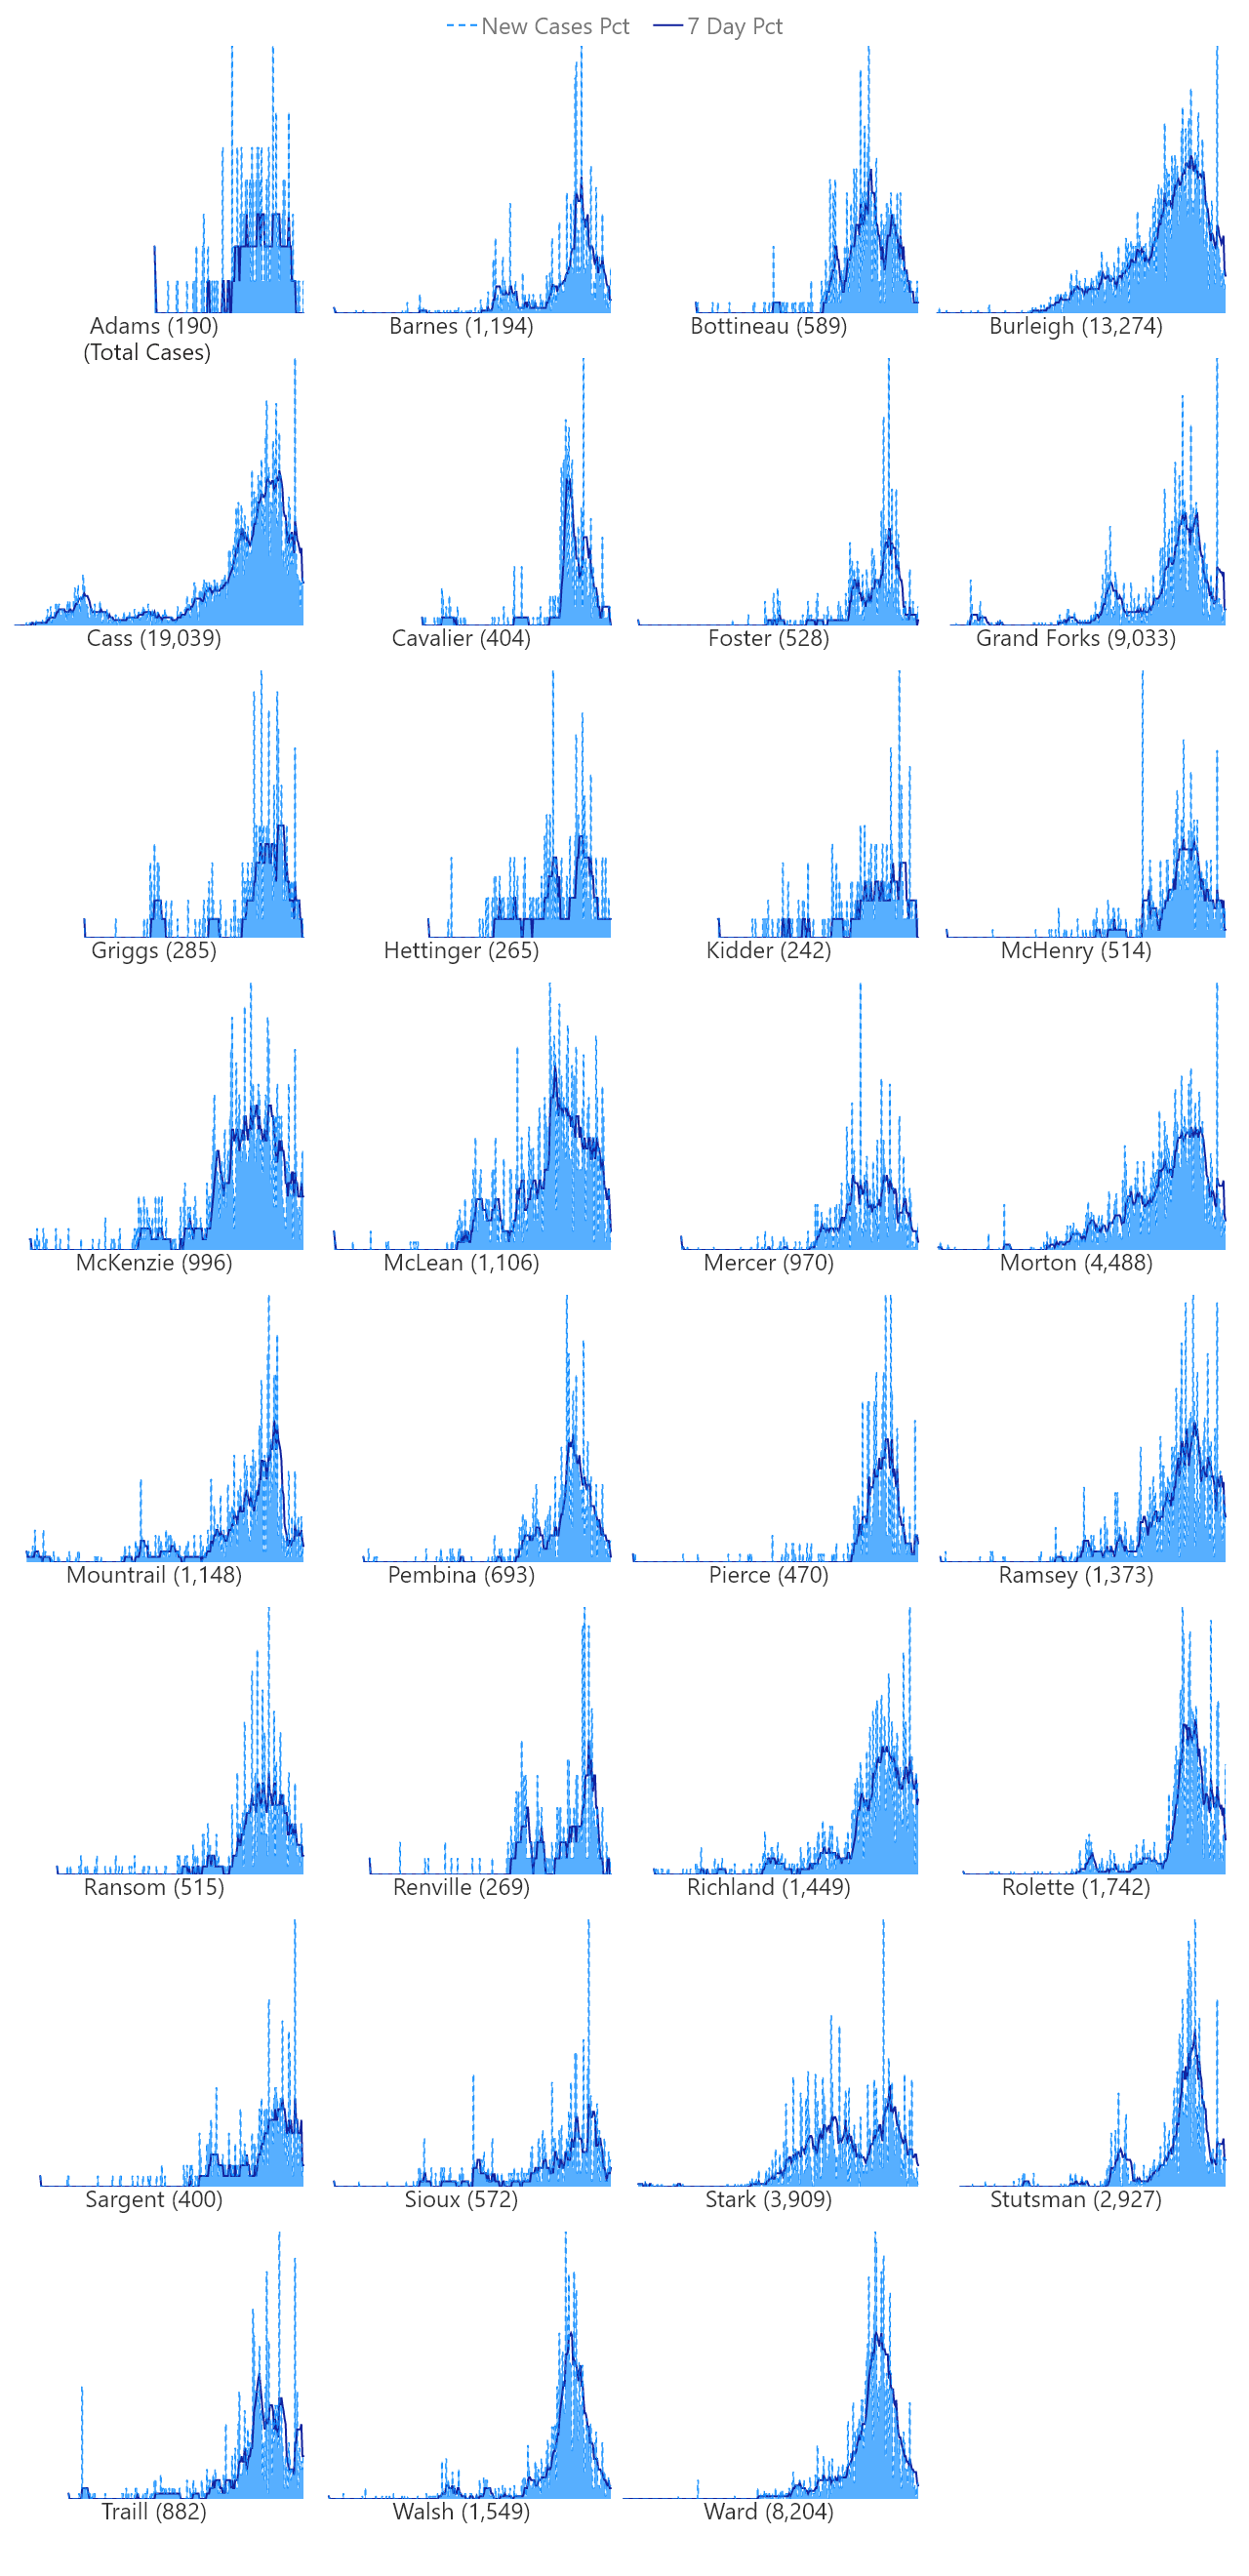 New Cases Pct 7 Day Pct
Adams (190) Barnes (1,194) Bottineau (589) Burleigh (13,274)
(Total Cases)
Cass (19,039) Cavalier (404) Foster (528) Grand Forks (9,033)
Griggs (285) Hettinger (265) Kidder (242) McHenry (514)
McKenzie (996) McLean (1,106) Mercer (970) Morton (4,488)
Mountrail (1,148) Pembina (693) Pierce (470) Ramsey (1,373)
Ransom (515) Renville (269) Richland (1,449) Rolette (1,742)
Sargent (400) Sioux (572) Stark (3,909) Stutsman (2,927)
Traill (882) Walsh (1,549) Ward (8,204)